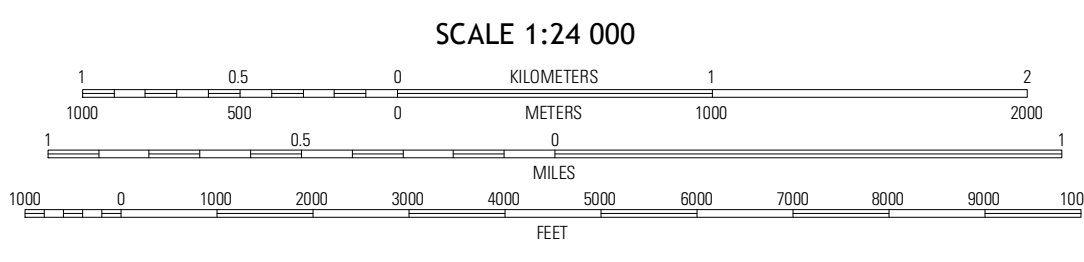 SCALE 1:24 000
1 0.5 0 KILOMETERS 1 2
1000 500 0 METERS 1000 2000
1 0.5 0 1
MILES
1000 0 1000 2000 3000 4000 5000 6000 7000 8000 9000 100
FEET